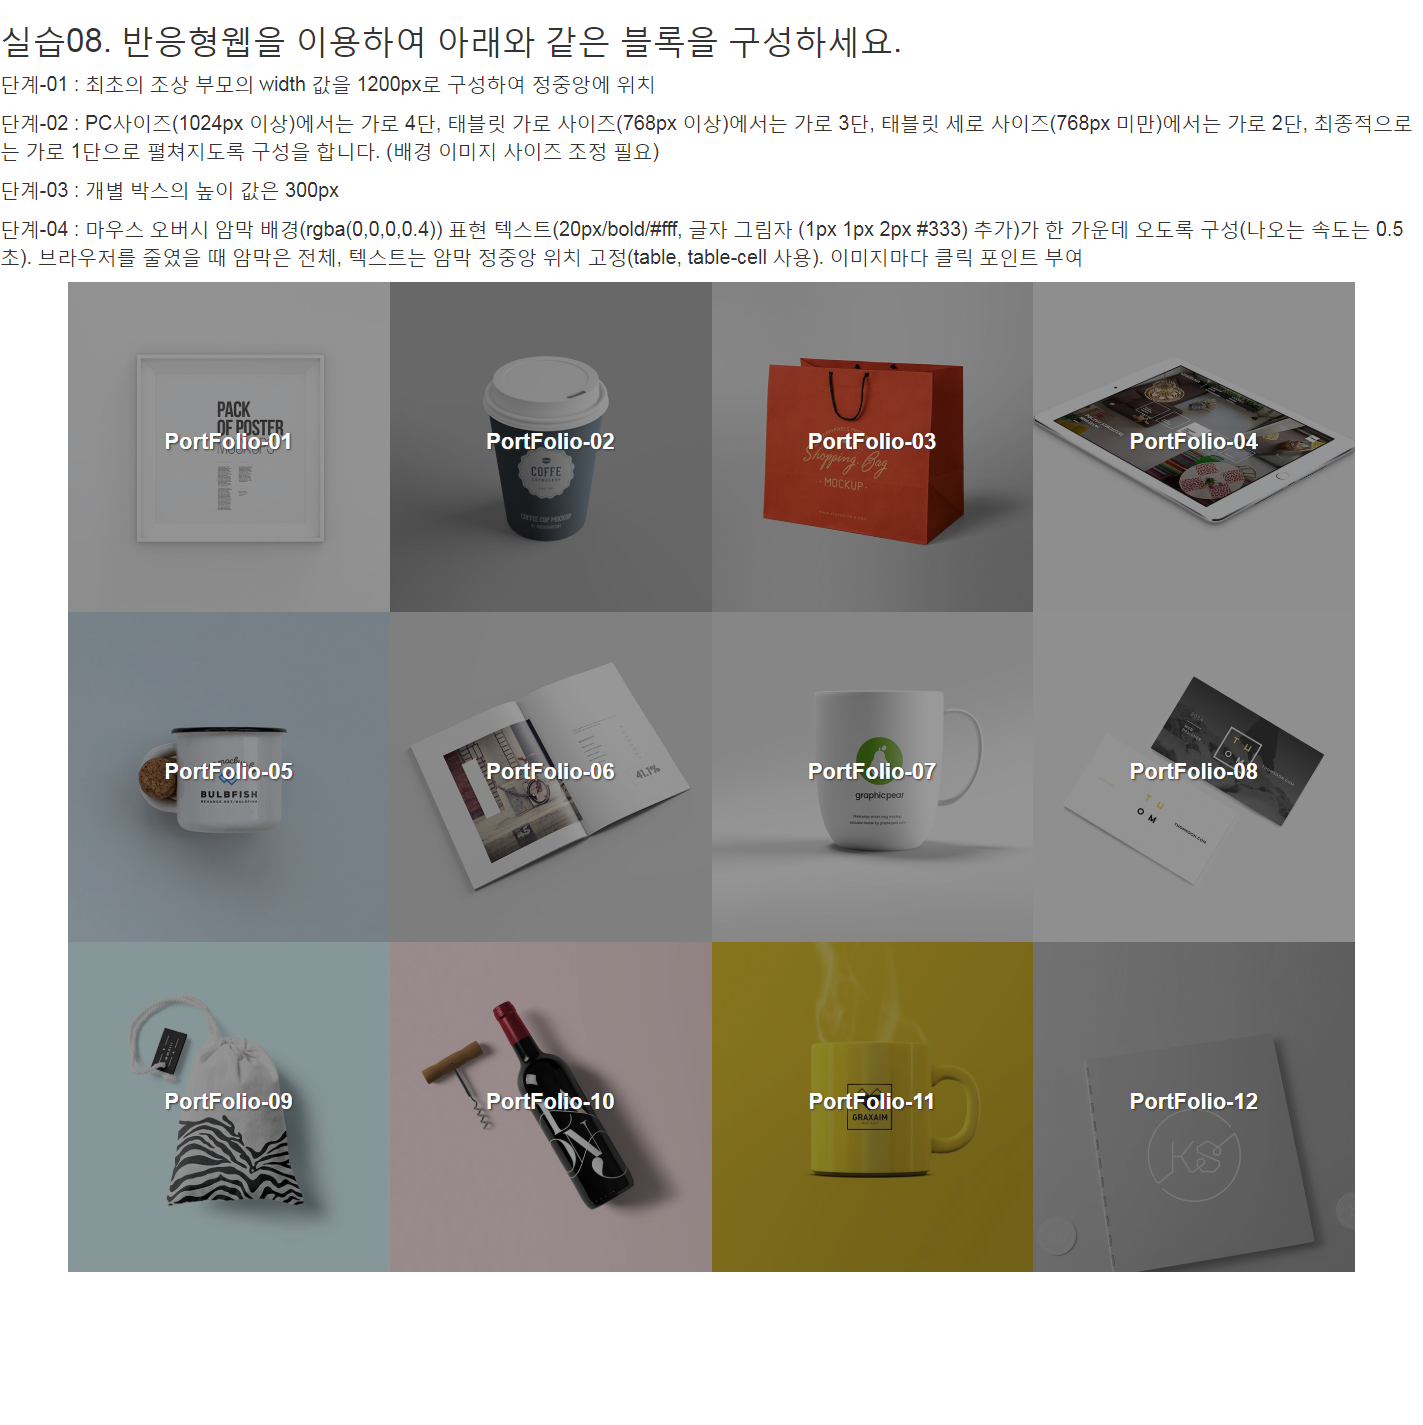 실습08. 반응형웹을 이용하여 아래와 같은 블록을 구성하세요.
단계-01 : 최초의 조상 부모의 width 값을 1200px로 구성하여 정중앙에 위치
단계-02 : PC사이즈(1024px 이상)에서는 가로 4단, 태블릿 가로 사이즈(768px 이상)에서는 가로 3단, 태블릿 세로 사이즈(768px 미만)에서는 가로 2단, 최종적으로
는 가로 1단으로 펼쳐지도록 구성을 합니다. (배경 이미지 사이즈 조정 필요)
단계-03 : 개별 박스의 높이 값은 300px
단계-04 : 마우스 오버시 암막 배경(rgba(0,0,0,0.4)) 표현 텍스트(20px/bold/#fff, 글자 그림자 (1px 1px 2px #333) 추가)가 한 가운데 오도록 구성(나오는 속도는 0.5
초). 브라우저를 줄였을 때 암막은 전체, 텍스트는 암막 정중앙 위치 고정(table, table-cell 사용). 이미지마다 클릭 포인트 부여
PACK
OF POSTER
MOCKUPS
PortFolio-01
PortFolio-02
COFFE
COFFEE CUP MOCKUP
PortFolio-03
Shopping Bag
MOCKUP
PortFolio-04
PortFolio-05
BULBFISH
BEHANCE.NET/BULBFISH
PortFolio-06
41.1%
45
PortFolio-07
graphicpear
PortFolio-08
T H
O M
THOMSOON.COM
T H
O M
THOMSOON.COM
PortFolio-09
PortFolio-10
PortFolio-11
GRAXAIM
PortFolio-12
KS